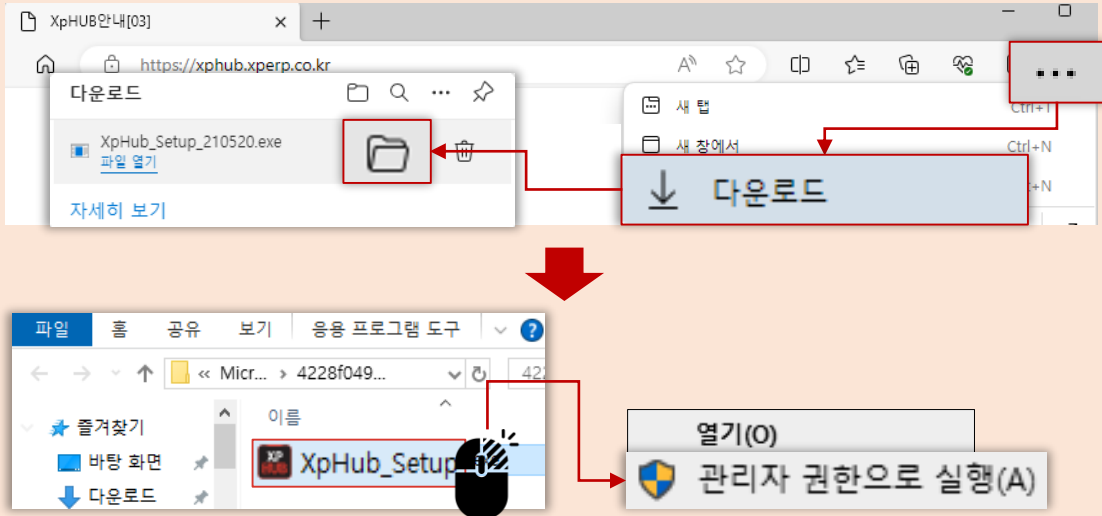 XpHUB안내[03]
https://xphub.xperp.co.kr
다운로드
XpHub_Setup_210520.exe
파일 열기
자세히 보기
새 탭
Ctrl+T
새 창에서
Ctrl+N
+N
다운로드
파일 홈 공유 보기 응용 프로그램 도구
« Micr... › 4228f049...
422
이름
즐겨찾기
바탕 화면
다운로드
XP HUB
XpHub_Setup
열기(O)
관리자 권한으로 실행(A)